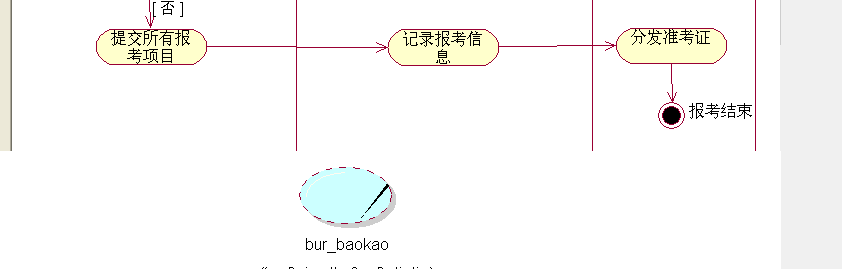 [ 否 ]
提交所有报
考项目
记录报考信
息
分发准考证
报考结束
bur_baokao